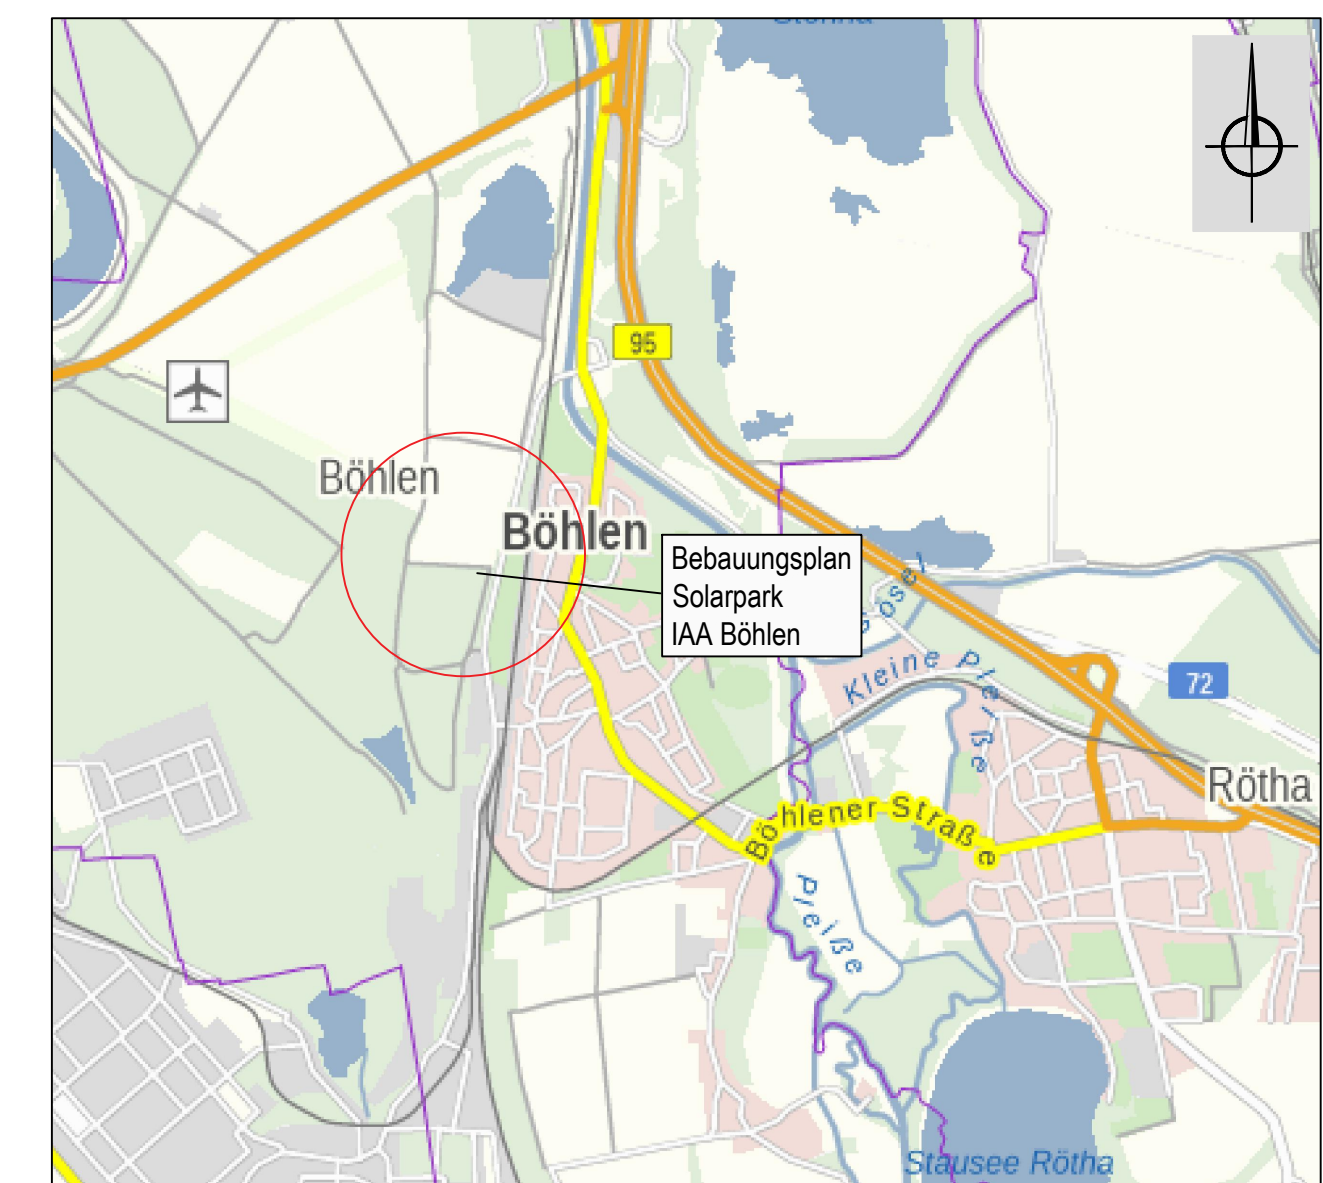 95
Böhlen
Böhlen
Bebauungsplan
Solarpark
IAA Böhlen
Gösel
Kleine Pleiße
72
Rötha
Böhlener Straße
Pleiße
Stausee Rötha